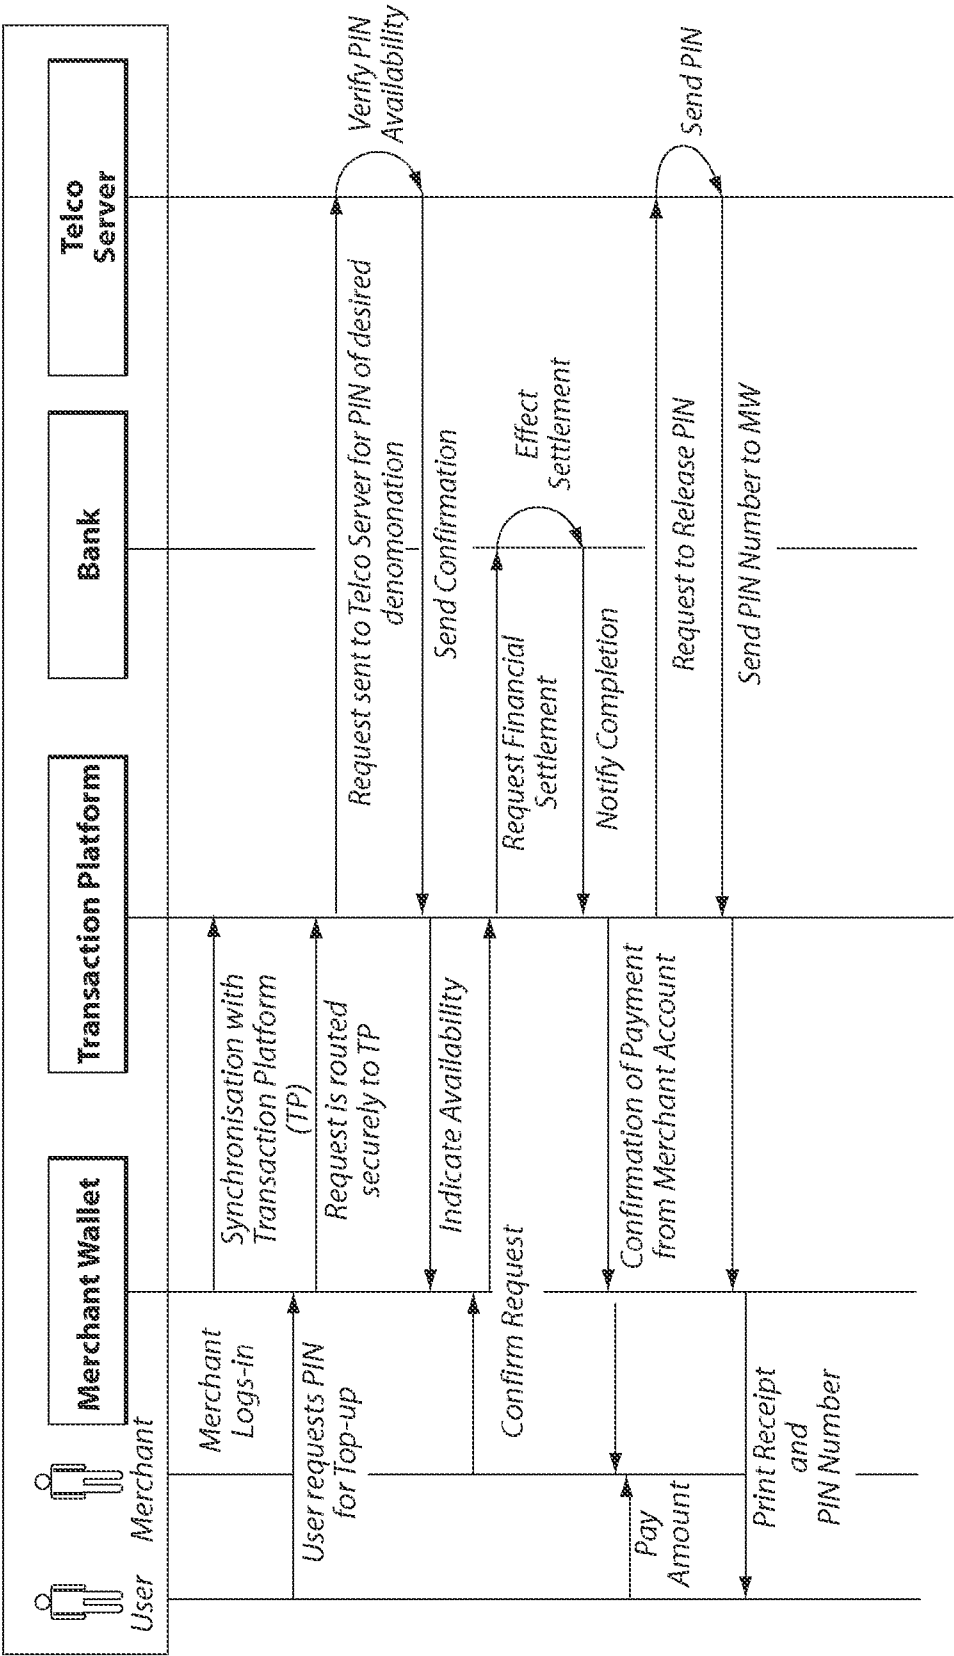 User
Merchant
Merchant Wallet
Transaction Platform
Bank
Telco
Server
Merchant
Logs-in
Synchronisation with
Transaction Platform
(TP)
User requests PIN
for Top-up
Request is routed
securely to TP
Request sent to Telco Server for PIN of desired
denomonation
Verify PIN
Availability
Send Confirmation
Indicate Availability
Confirm Request
Request Financial
Settlement
Effect
Settlement
Notify Completion
Confirmation of Payment
from Merchant Account
Pay
Amount
Request to Release PIN
Send PIN
Send PIN Number to MW
Print Receipt
and
PIN Number